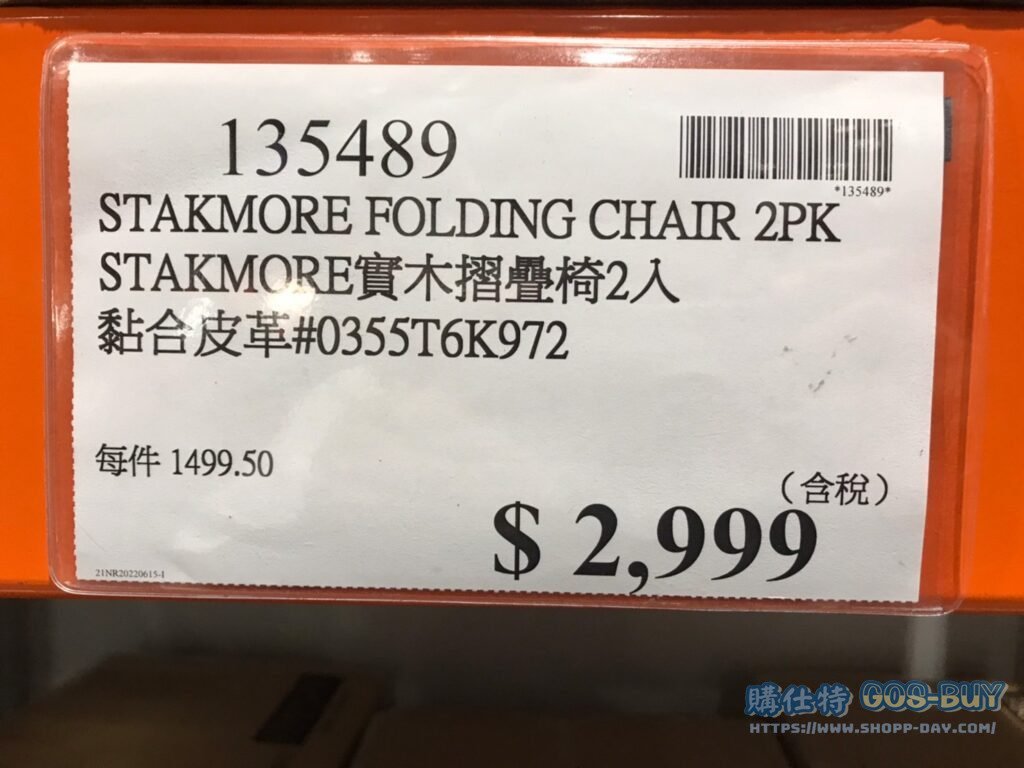 135489
*135489*
STAKMORE FOLDING CHAIR 2PK
STAKMORE實木摺疊椅2入
黏合皮革#0355T6K972
每件 1499.50
（含稅）
$ 2,999
21NR20220615-1
購仕特 GOS-BUY
HTTPS://WWW.SHOPP-DAY.COM/